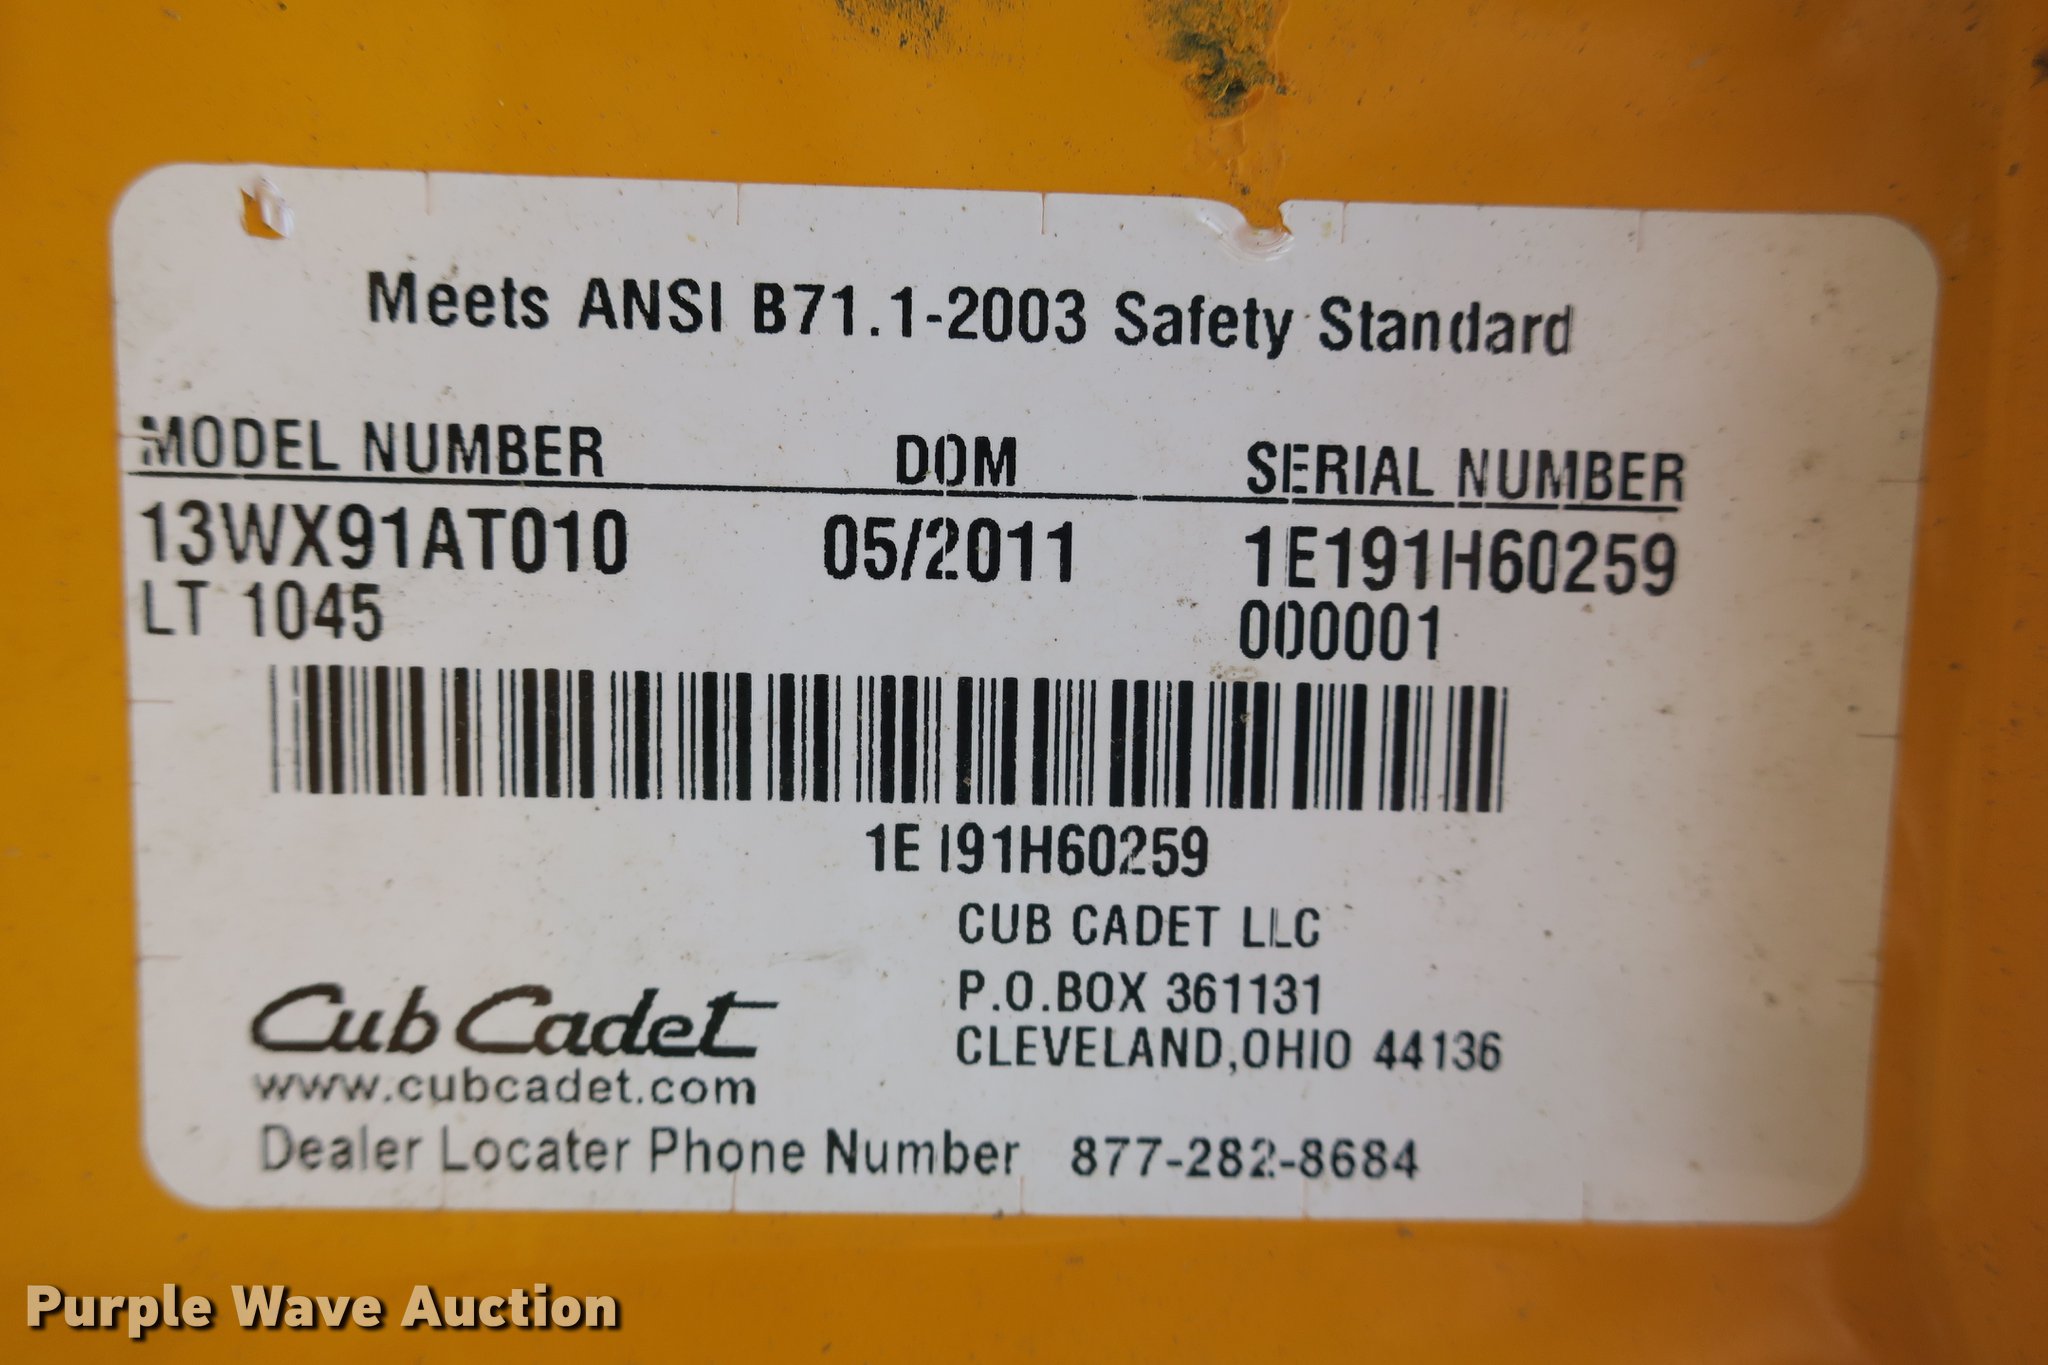 Meets ANSI B71.1-2003 Safety Standard
MODEL NUMBER DOM SERIAL NUMBER
13WX91AT010 05/2011 1E191H60259
LT 1045 000001
1E191H60259
CUB CADET LLC
P.O.BOX 361131
CLEVELAND,OHIO 44136
Cub Cadet
www.cubcadet.com
Dealer Locater Phone Number 877-282-8684
Purple Wave Auction